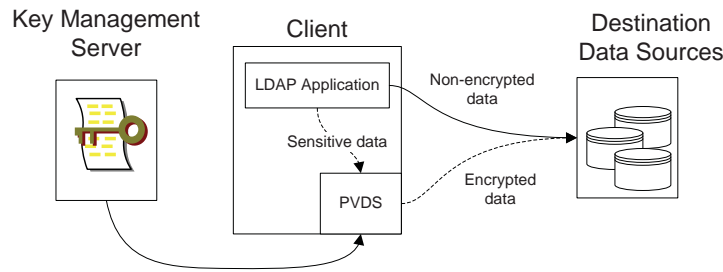 Key Management
Server
Client
Destination
Data Sources
LDAP Application
Non-encrypted
data
Sensitive data
PVDS
Encrypted
data